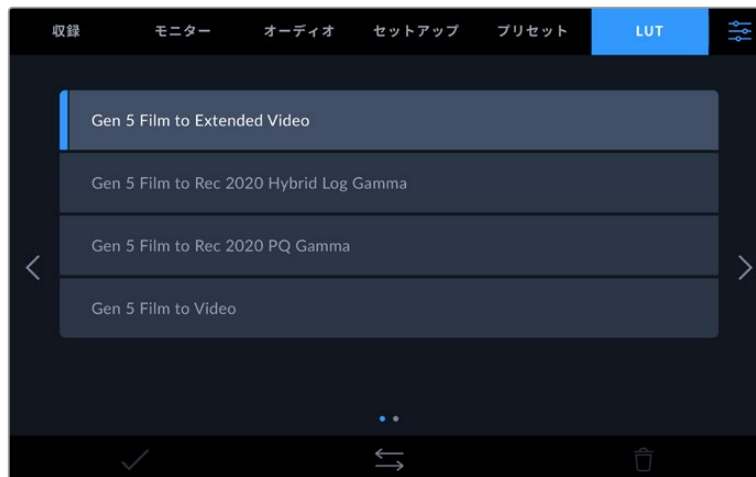 収録 モニター オーディオ セットアップ プリセット LUT
Gen 5 Film to Extended Video
Gen 5 Film to Rec 2020 Hybrid Log Gamma
Gen 5 Film to Rec 2020 PQ Gamma
Gen 5 Film to Video